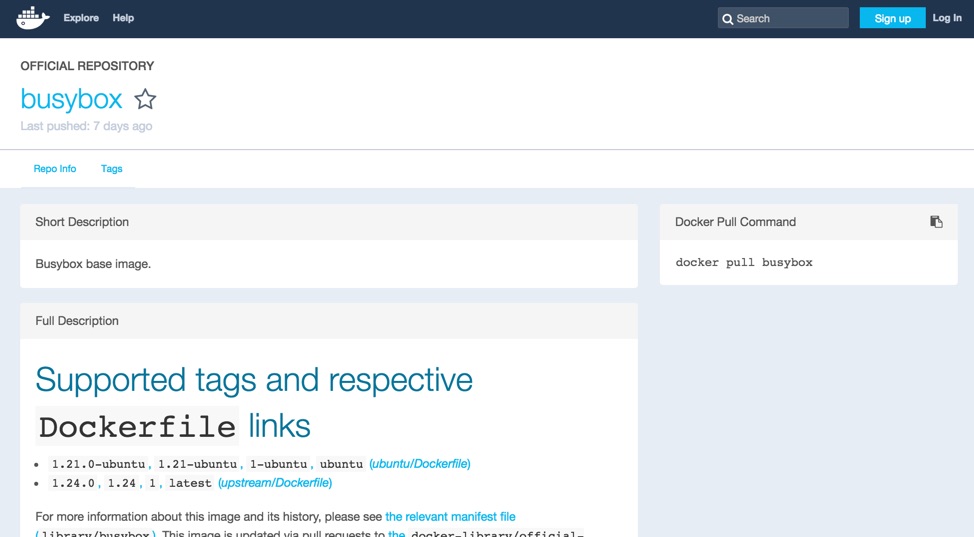 Explore Help Search Sign up Log In
OFFICIAL REPOSITORY
busybox
Last pushed: 7 days ago
Repo Info Tags
Short Description
Busybox base image.
Docker Pull Command
docker pull busybox
Full Description
Supported tags and respective
Dockerfile links
• 1.21.0-ubuntu, 1.21-ubuntu, 1-ubuntu, ubuntu (ubuntu/Dockerfile)
• 1.24.0, 1.24, 1, latest (upstream/Dockerfile)
For more information about this image and its history, please see the relevant manifest file
(library/busybox). This image is updated via pull requests to the docker-library/official-